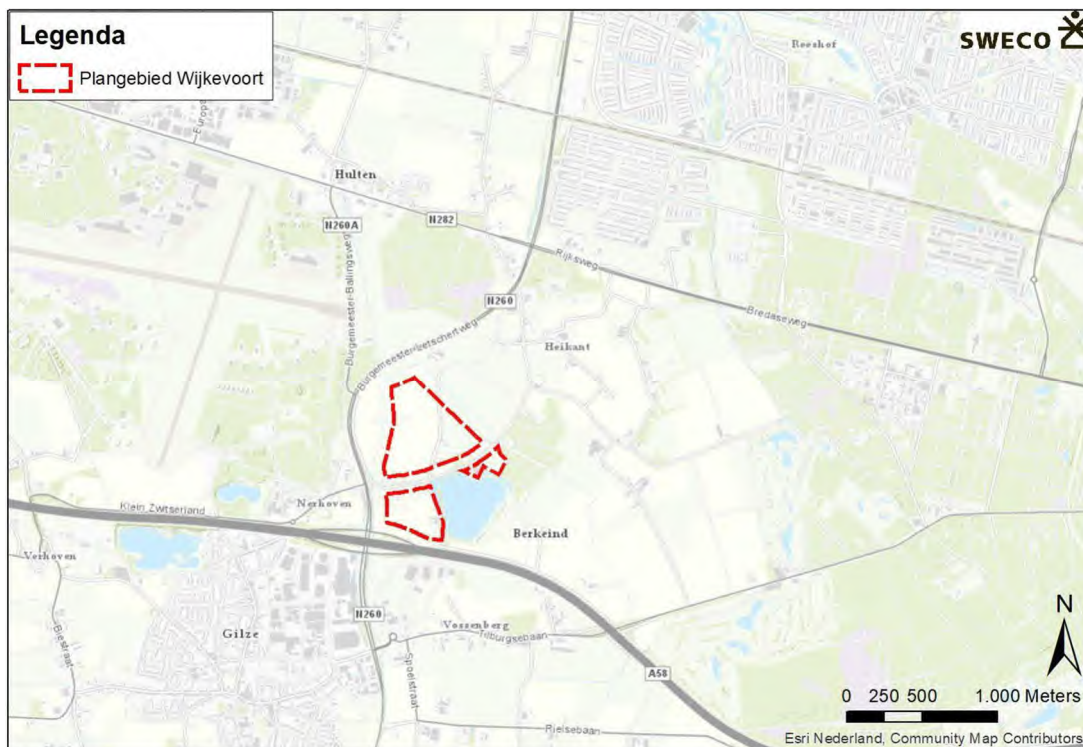 Legenda
Plangebied Wijkevoort
SWECO
Reeshof
Hulten
N260A
N282
Rijksweg
Burgemeester-Ballingsweg
N260
Bredaseweg
Burgemeester-Letschertweg
Heikant
Klein Zwitserland
Nerhoven
Verhoven
Berkeind
Biestraat
Gilze
N260
Vossenberg
Tilburgsebaan
Spoelstraat
A58
Rielsebaan
N
0 250 500 1.000 Meters
Esri Nederland, Community Map Contributors